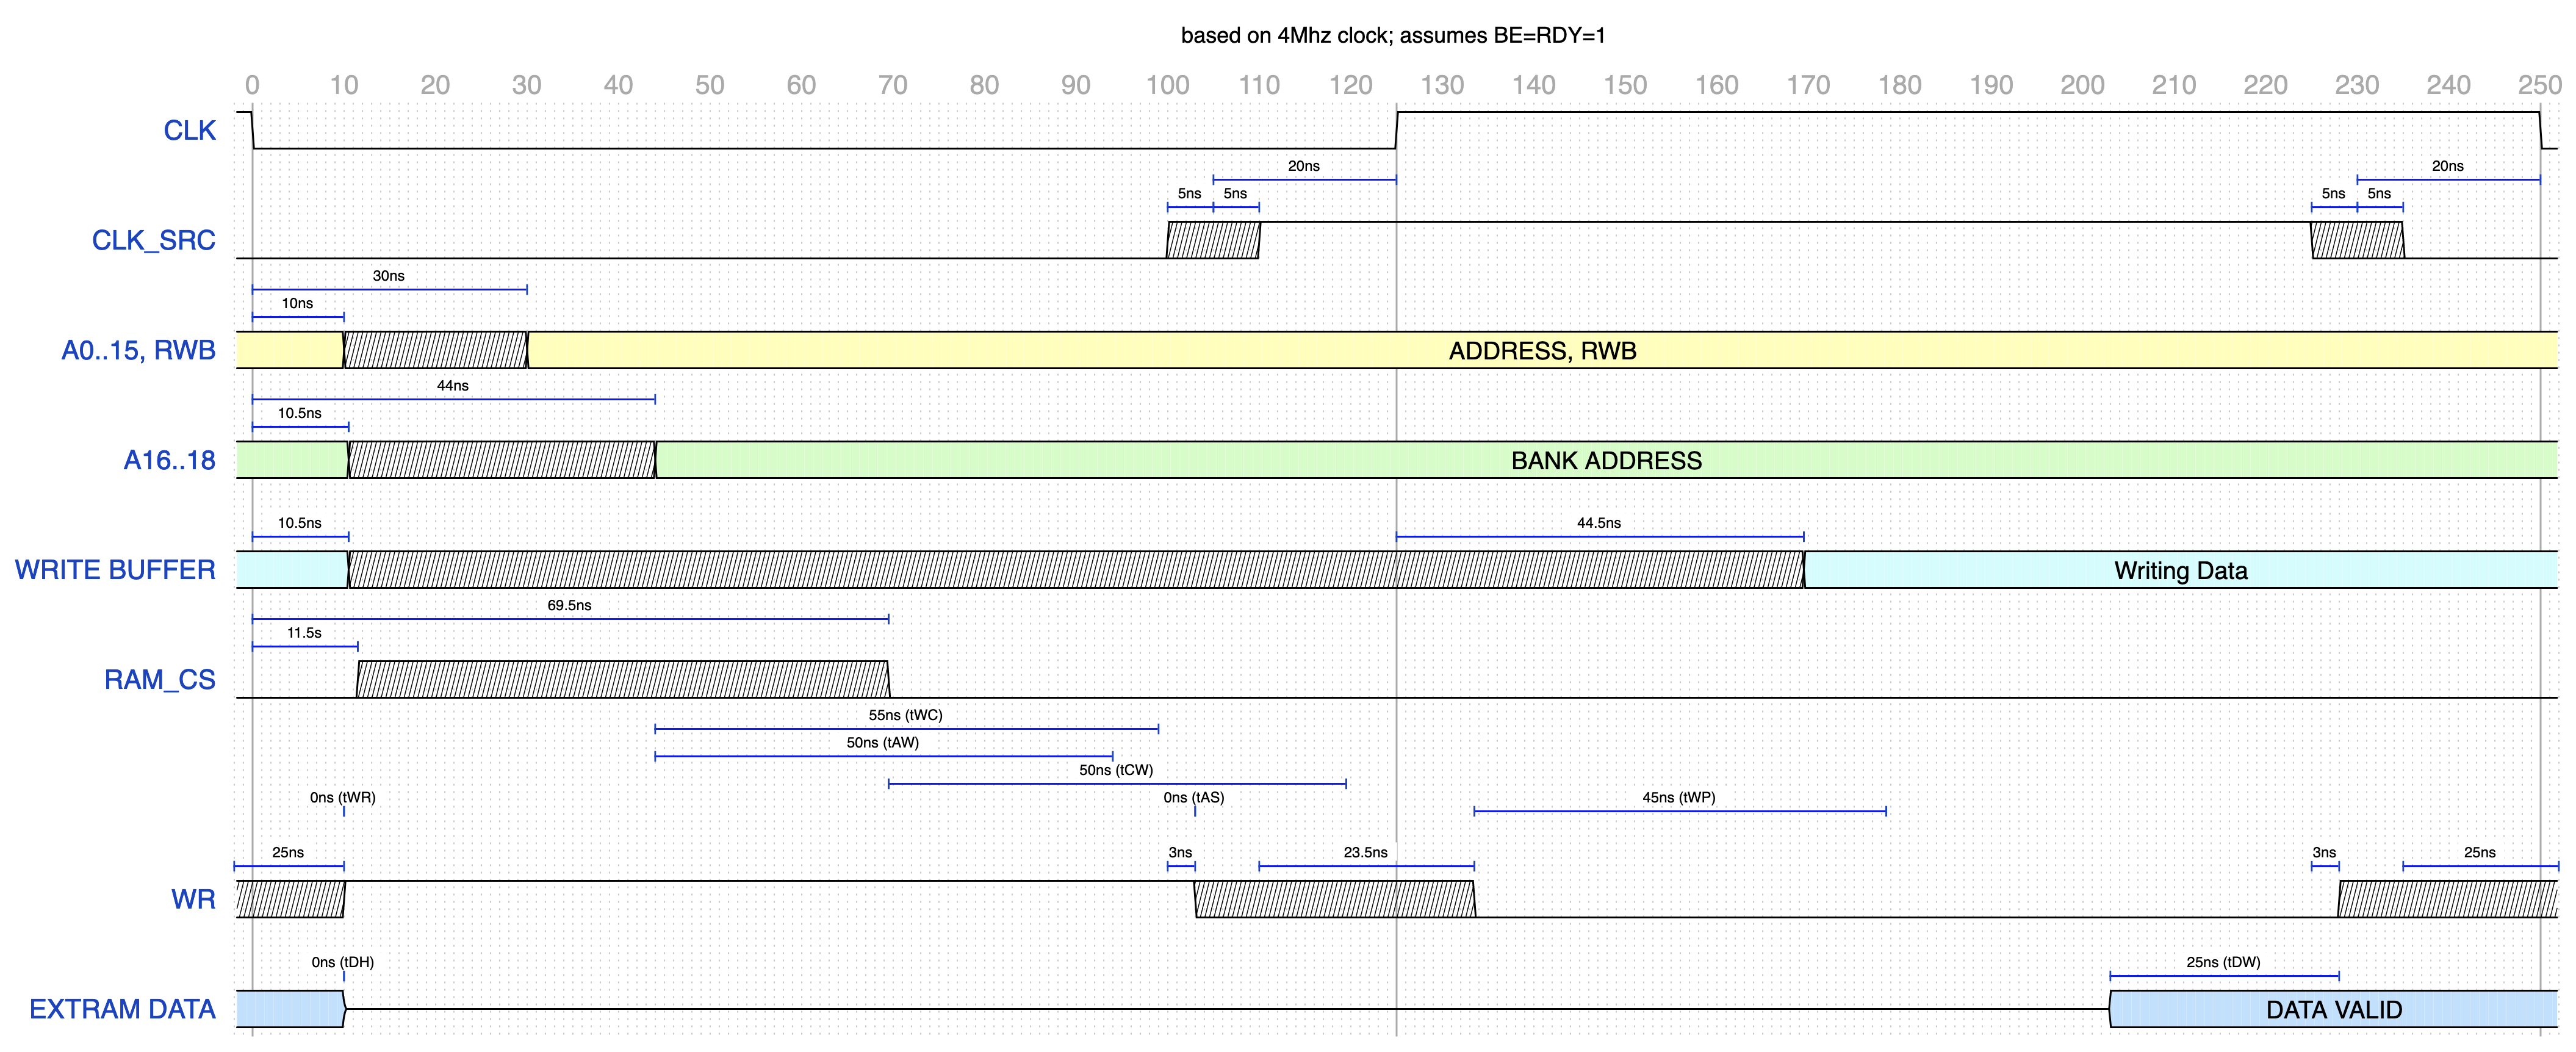 based on 4Mhz clock; assumes BE=RDY=1
0 10 20 30 40 50 60 70 80 90 100 110 120 130 140 150 160 170 180 190 200 210 220 230 240 250
CLK
20ns 20ns
5ns 5ns 5ns 5ns
CLK_SRC
30ns
10ns
A0..15, RWB ADDRESS, RWB
44ns
10.5ns
A16..18 BANK ADDRESS
10.5ns 44.5ns
WRITE BUFFER Writing Data
69.5ns
11.5s
RAM_CS
55ns (tWC)
50ns (tAW)
50ns (tCW)
0ns (tWR) 0ns (tAS) 45ns (tWP)
25ns 3ns 23.5ns 3ns 25ns
WR
0ns (tDH) 25ns (tDW)
EXTRAM DATA DATA VALID